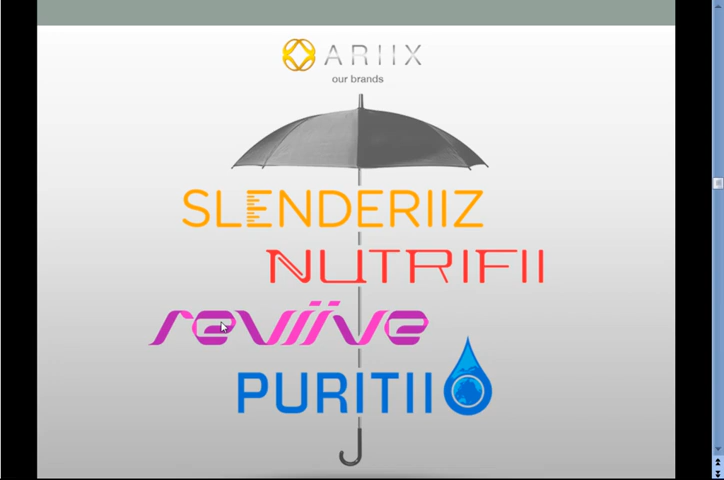 ARIIX
our brands
SLENDERIIZ
NUTRIFII
reviive
PURITII